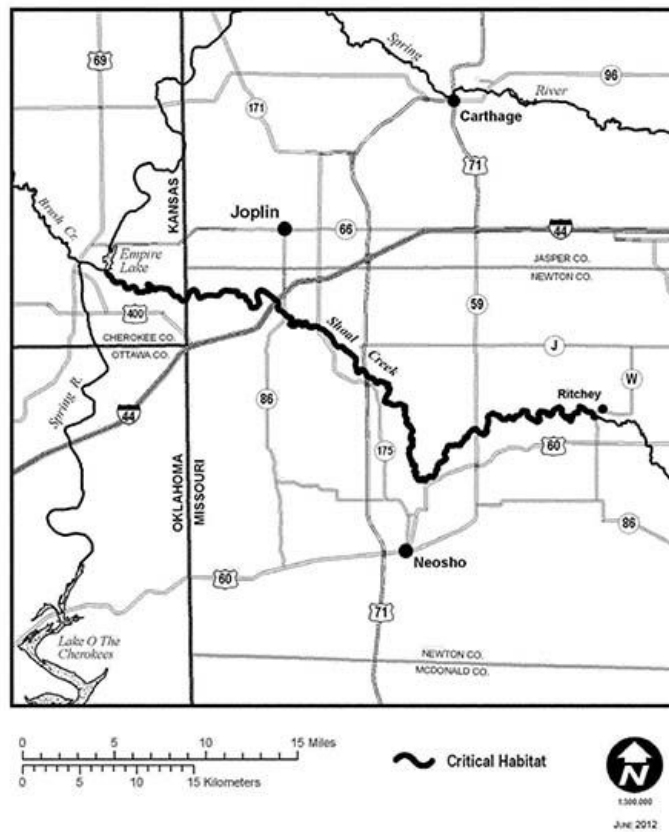 Spring
69
96
171
River
Carthage
71
KANSAS
Brush Cr.
Joplin
66
44
Empire
Lake
JASPER CO.
NEWTON CO.
400
59
CHEROKEE CO.
OTTAWA CO.
Shoal
Creek
J
W
Ritchey
Spring R.
44
86
60
175
OKLAHOMA
MISSOURI
86
Neosho
60
71
Lake O The
Cherokees
NEWTON CO.
MCDONALD CO.
0 5 10 15 Miles
0 5 10 15 Kilometers
Critical Habitat
N
1:500,000
JUNE 2012